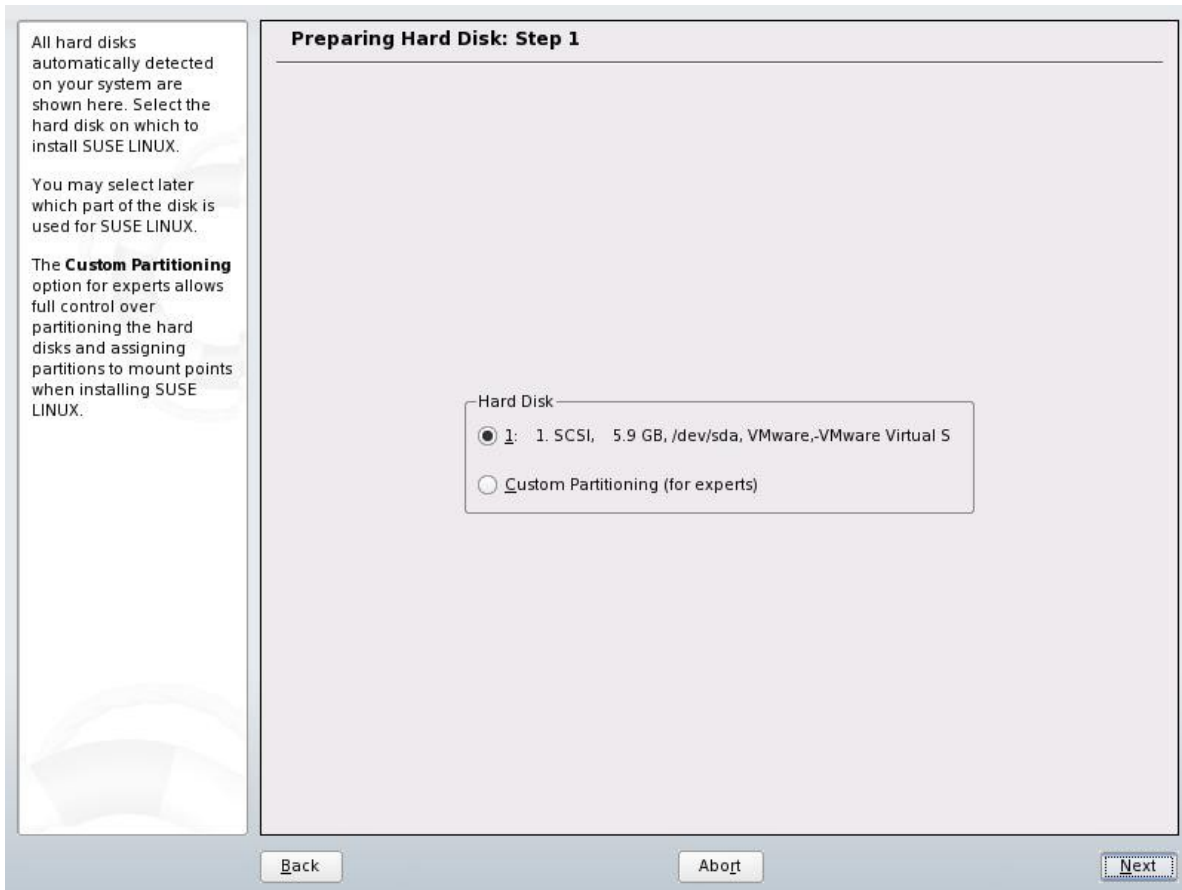 All hard disks
automatically detected
on your system are
shown here. Select the
hard disk on which to
install SUSE LINUX.
You may select later
which part of the disk is
used for SUSE LINUX.
The Custom Partitioning
option for experts allows
full control over
partitioning the hard
disks and assigning
partitions to mount points
when installing SUSE
LINUX.
Preparing Hard Disk: Step 1
Hard Disk
1: 1. SCSI, 5.9 GB, /dev/sda, VMware,-VMware Virtual S
Custom Partitioning (for experts)
Back
Abort
Next